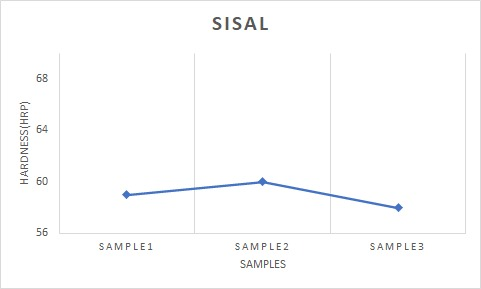 SISAL
HARDNESS(HRP)
68
64
60
56
SAMPLE1 SAMPLE2 SAMPLE3
SAMPLES